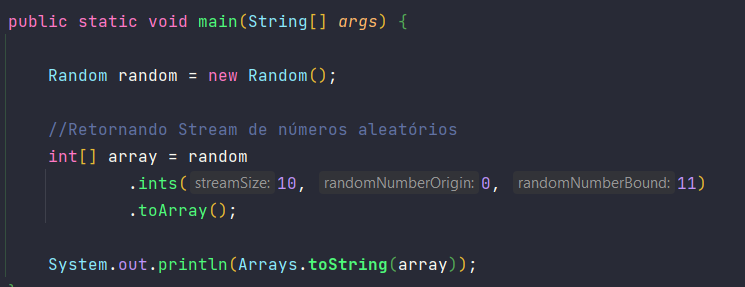 public static void main(String[] args) {
Random random = new Random();
//Retornando Stream de números aleatórios
int[] array = random
.ints( streamSize: 10, randomNumberOrigin: 0, randomNumberBound: 11)
.toArray();
System.out.println(Arrays.toString(array));
}